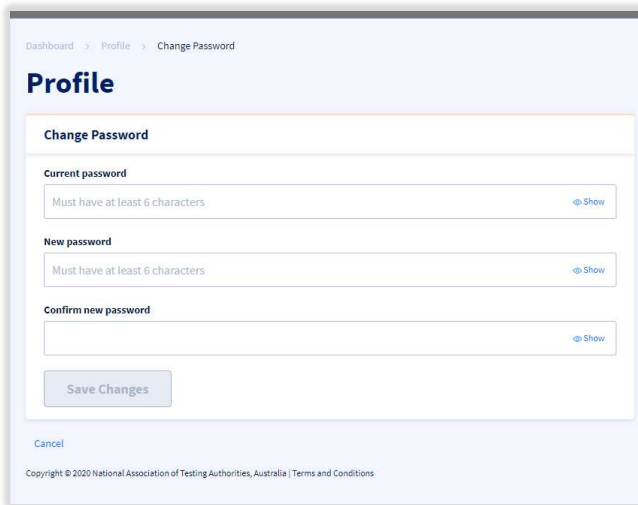 Dashboard > Profile > Change Password
Profile
Change Password
Current password
Must have at least 6 characters Show
New password
Must have at least 6 characters Show
Confirm new password
Show
Save Changes
Cancel
Copyright © 2020 National Association of Testing Authorities, Australia | Terms and Conditions